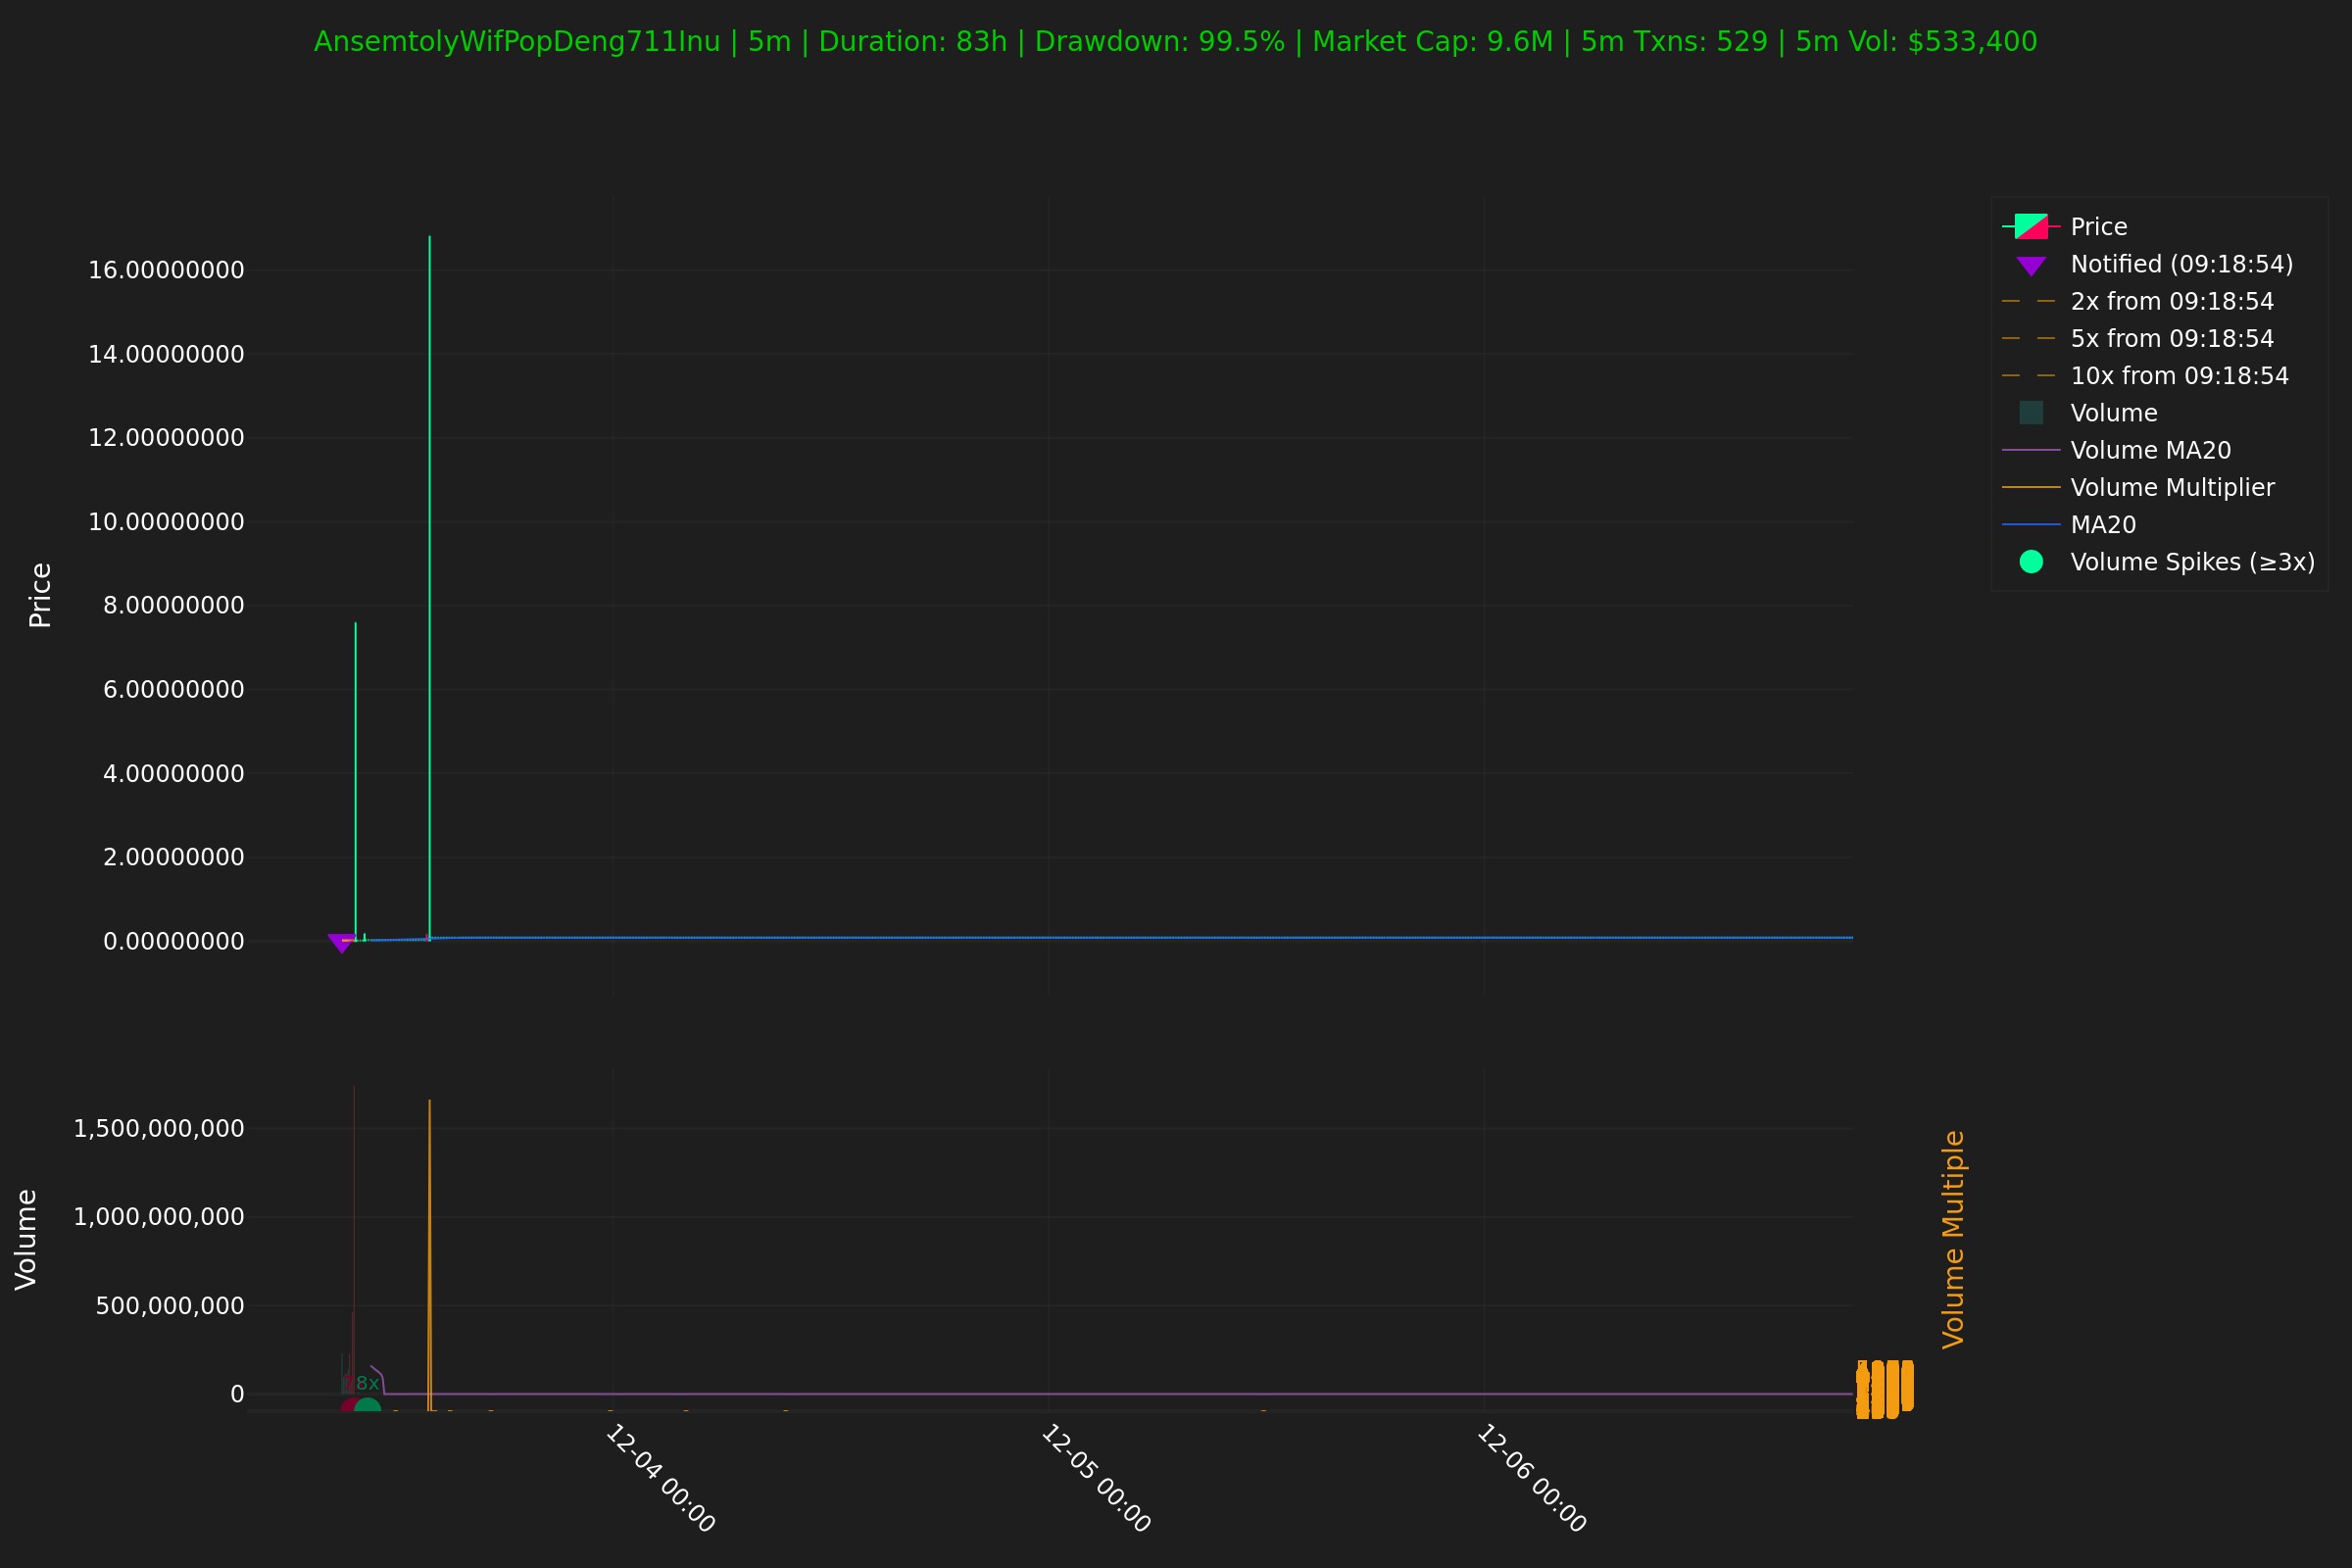 AnsemtolyWifPopDeng711Inu | 5m | Duration: 83h | Drawdown: 99.5% | Market Cap: 9.6M | 5m Txns: 529 | 5m Vol: $533,400
Price
16.00000000
14.00000000
12.00000000
10.00000000
8.00000000
6.00000000
4.00000000
2.00000000
0.00000000
Price
Notified (09:18:54)
2x from 09:18:54
5x from 09:18:54
10x from 09:18:54
Volume
Volume MA20
Volume Multiplier
MA20
Volume Spikes (≥3x)
Volume
1,500,000,000
1,000,000,000
500,000,000
0
8x
Volume Multiple
12-04 00:00
12-05 00:00
12-06 00:00